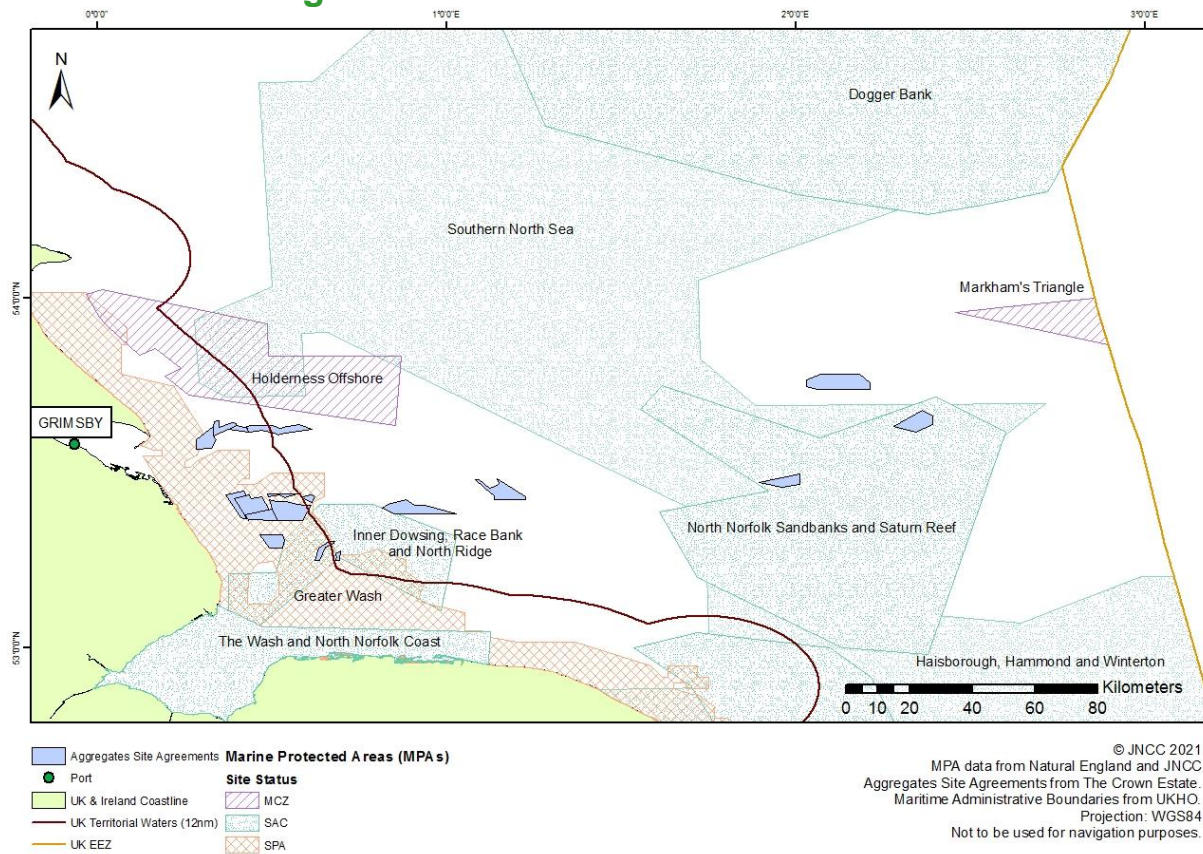 0°0'0"
1°0'0"E
2°0'0"E
3°0'0"E
N
Dogger Bank
Southern North Sea
Markham's Triangle
54°0'0"N
Holderness Offshore
GRIMSBY
Inner Dowsing, Race Bank
and North Ridge
North Norfolk Sandbanks and Saturn Reef
Greater Wash
The Wash and North Norfolk Coast
53°0'0"N
Haisborough, Hammond and Winterton
Kilometers
0 10 20 40 60 80
Aggregates Site Agreements
Port
UK & Ireland Coastline
UK Territorial Waters (12nm)
UK EEZ
Marine Protected Areas (MPAs)
Site Status
MCZ
SAC
SPA
© JNCC 2021
MPA data from Natural England and JNCC
Aggregates Site Agreements from The Crown Estate.
Maritime Administrative Boundaries from UKHO.
Projection: WGS84
Not to be used for navigation purposes.